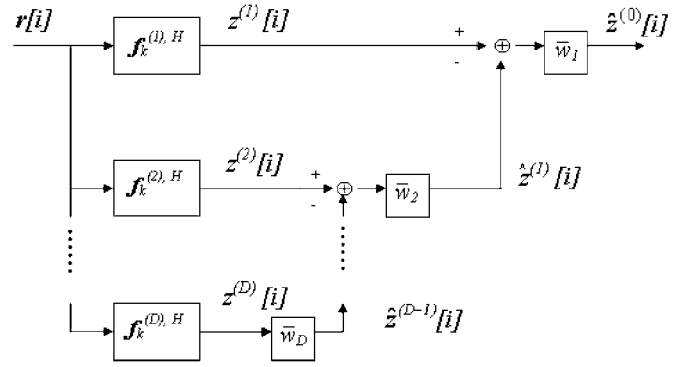 r[i] f_k^{(1), H} z^{(1)}[i] + - ⊕ w̄_1 ẑ^{(0)}[i]
f_k^{(2), H} z^{(2)}[i] + - ⊕ w̄_2 ẑ^{(1)}[i]
f_k^{(D), H} z^{(D)}[i] w̄_D ẑ^{(D-1)}[i]